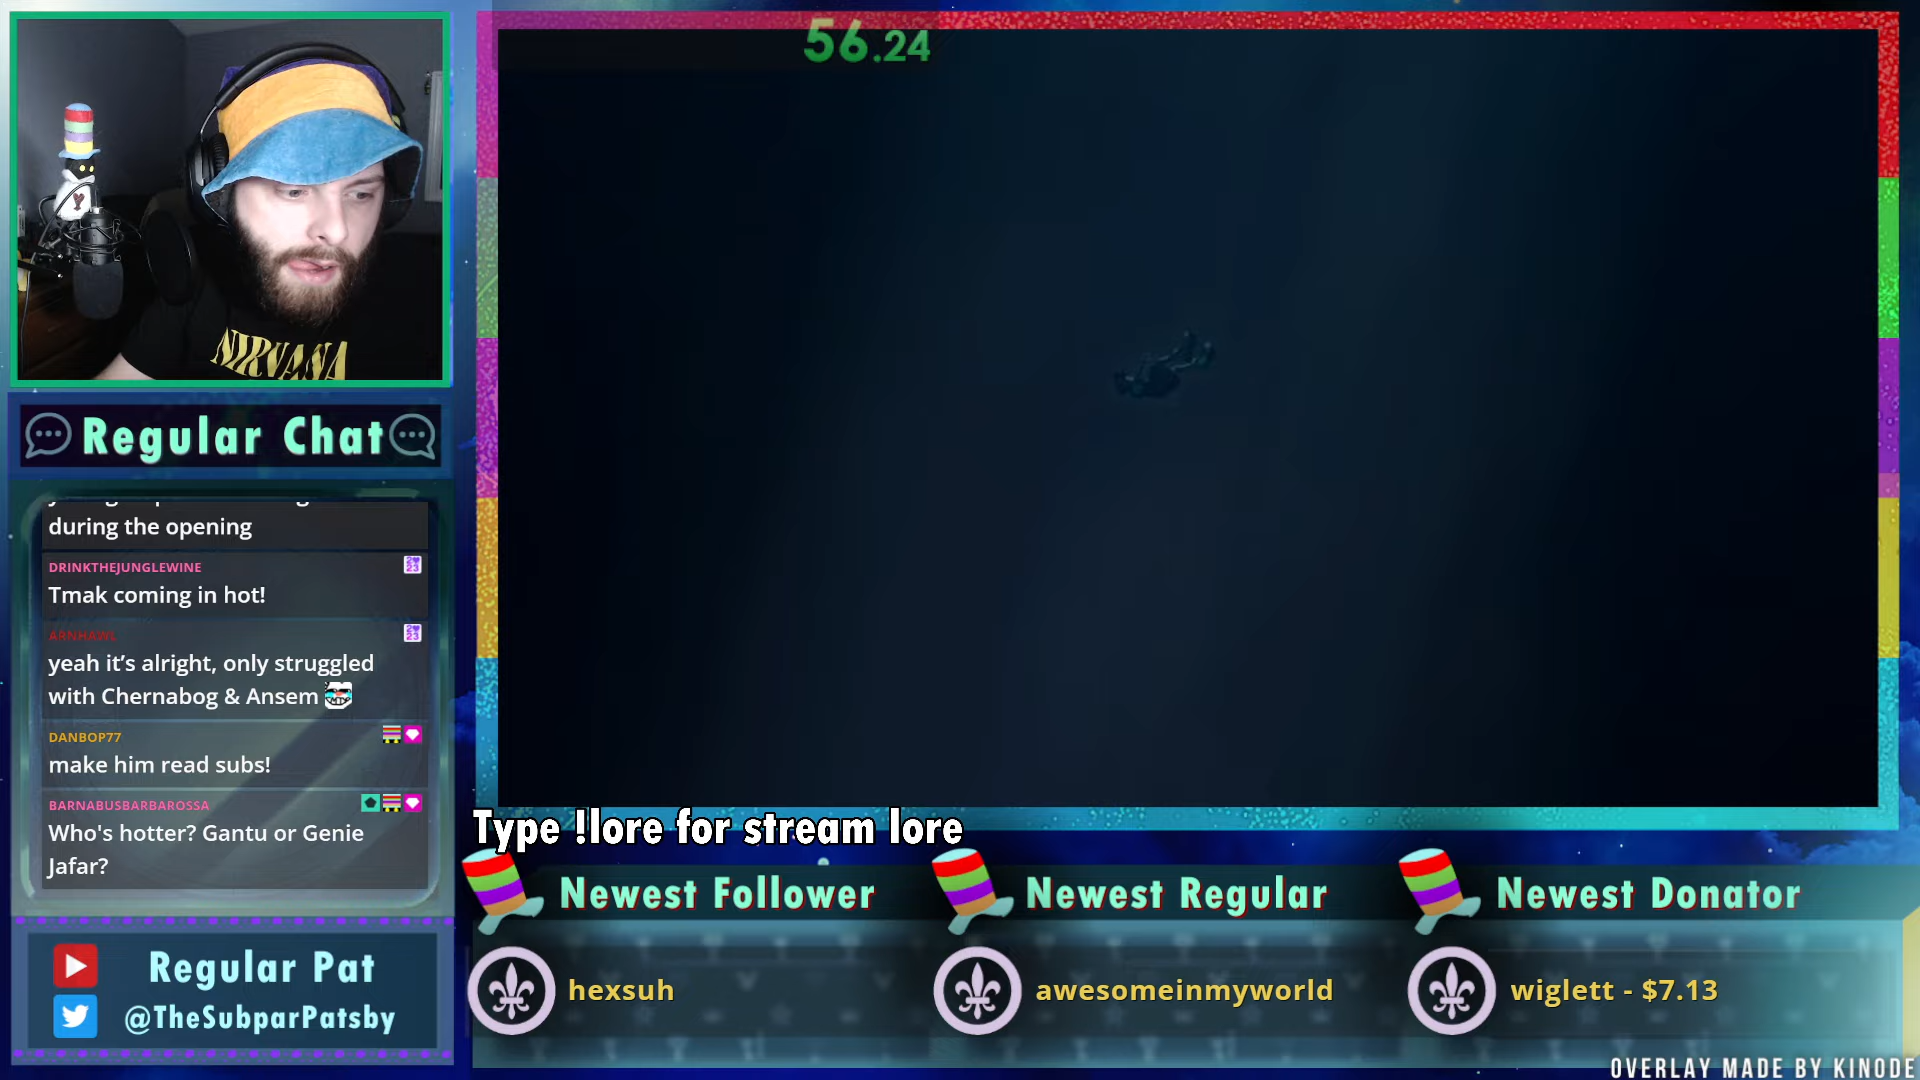 56.24
NIRVANA
Regular Chat
during the opening
DRINKTHEJUNGLEWINE
Tmak coming in hot!
ARNHAWL
yeah it’s alright, only struggled
with Chernabog & Ansem
DANBOP77
make him read subs!
BARNABUSBARBAROSSA
Who's hotter? Gantu or Genie
Jafar?
Regular Pat
@TheSubparPatsby
Type !lore for stream lore
Newest Follower
Newest Regular
Newest Donator
hexsuh
awesomeinmyworld
wiglett - $7.13
OVERLAY MADE BY KINODE